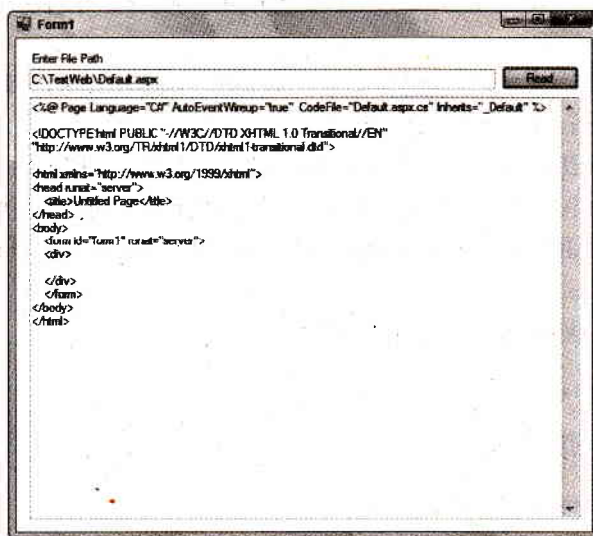 Form1
Enter File Path
C:\TestWeb\Default.aspx
Read
<%@ Page Language="C#" AutoEventWireup="true" CodeFile="Default.aspx.cs" Inherits="_Default" %>
<!DOCTYPE html PUBLIC "-//W3C//DTD XHTML 1.0 Transitional//EN"
"http://www.w3.org/TR/xhtml1/DTD/xhtml1-transitional.dtd">
<html xmlns="http://www.w3.org/1999/xhtml">
<head runat="server">
<title>Untitled Page</title>
</head>
<body>
<form id="form1" runat="server">
<div>
</div>
</form>
</body>
</html>